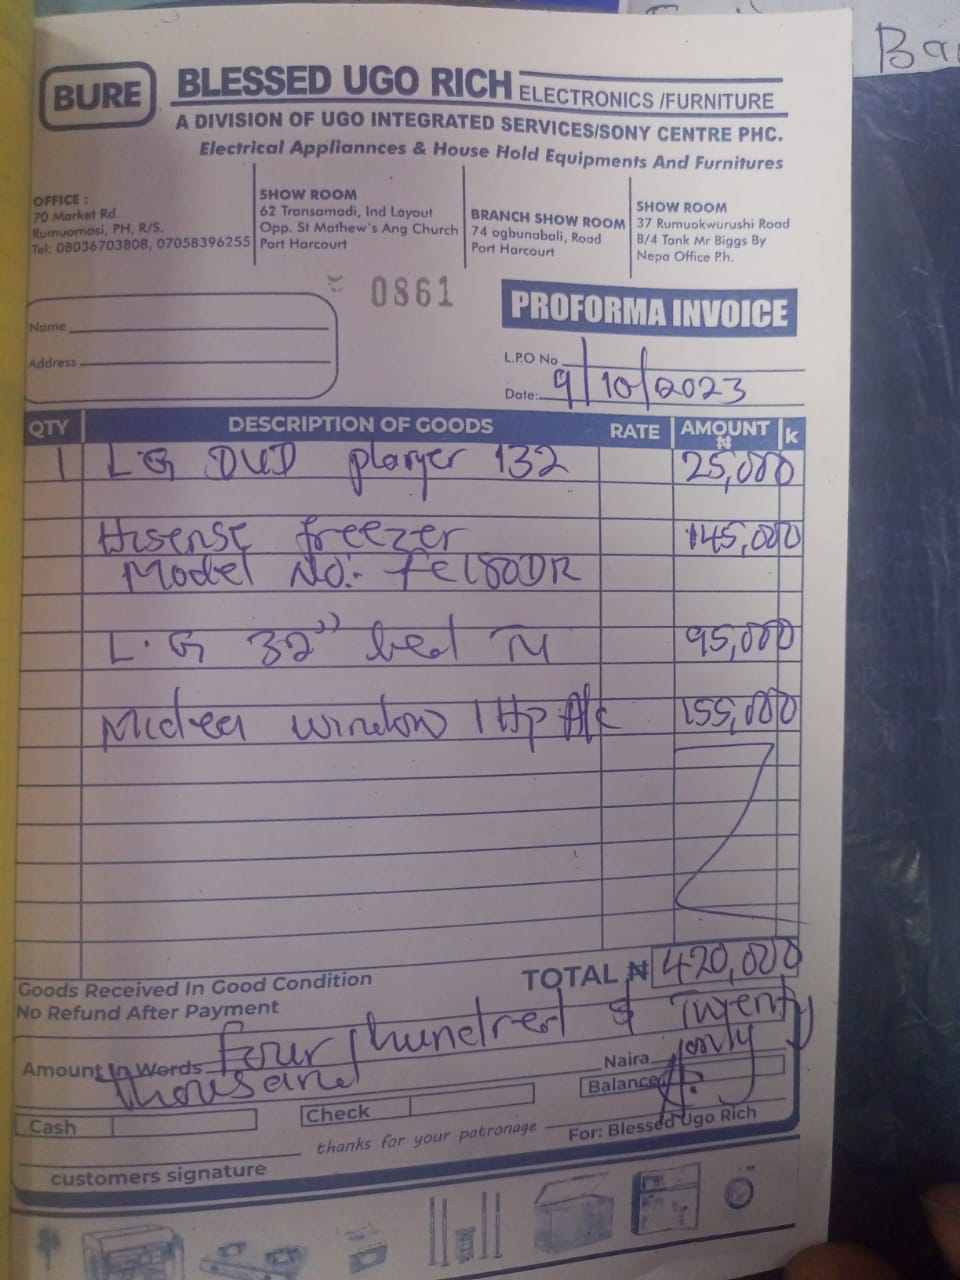 BURE
BLESSED UGO RICH ELECTRONICS /FURNITURE
A DIVISION OF UGO INTEGRATED SERVICES/SONY CENTRE PHC.
Electrical Appliannces & House Hold Equipments And Furnitures
OFFICE :
70 Market Rd.
Rumuomasi, PH, R/S.
Tel: 08036703808, 07058396255
SHOW ROOM
62 Transamadi, Ind Layout
Opp. St Mathew's Ang Church
Port Harcourt
BRANCH SHOW ROOM
74 ogbunabali, Road
Port Harcourt
SHOW ROOM
37 Rumuokwurushi Road
B/4 Tank Mr Biggs By
Nepa Office Ph.
0861
PROFORMA INVOICE
Name
Address
L.P.O No
Date: 9/10/2023
QTY DESCRIPTION OF GOODS RATE AMOUNT ₦ k
1 L.G DVD player 132 25,000
Hisense freezer 145,000
Model No:- Fc180DR
L.G 32" led TV 95,000
Midea window 1Hp A/c 155,000
TOTAL ₦ 420,000
Goods Received In Good Condition
No Refund After Payment
Amount In Words four hundred & Twenty
thousand Naira only
Balance
Cash
Check
thanks for your patronage
For: Blessed Ugo Rich
customers signature